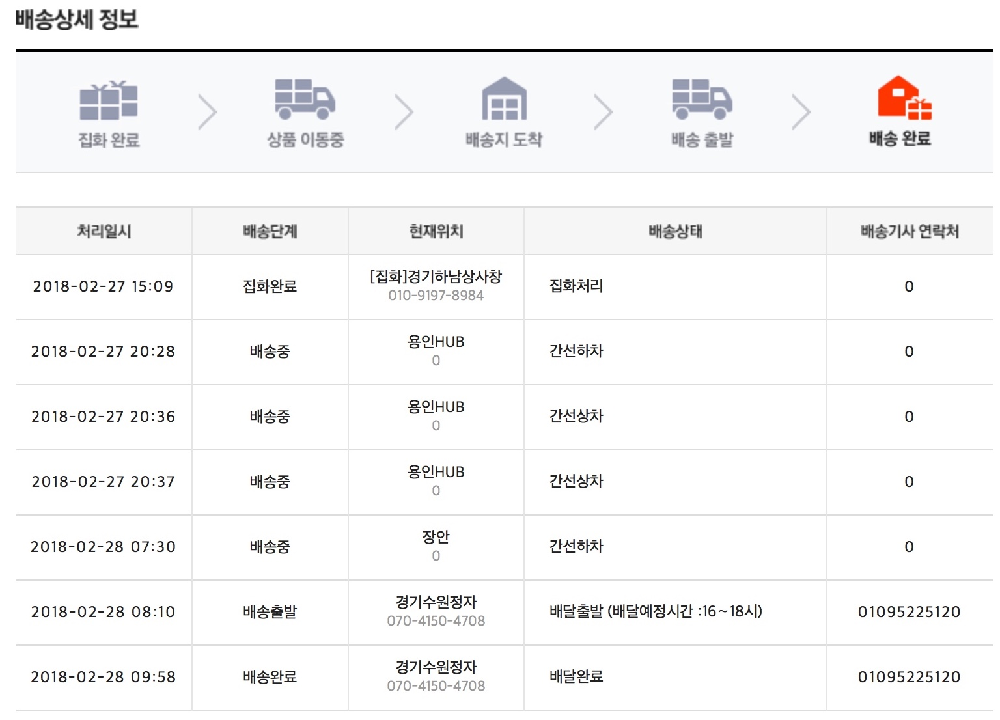 배송상세 정보
집화 완료
상품 이동중
배송지 도착
배송 출발
배송 완료
처리일시 배송단계 현재위치 배송상태 배송기사 연락처
2018-02-27 15:09 집화완료 [집화]경기하남상사창 집화처리 0
010-9197-8984
2018-02-27 20:28 배송중 용인HUB 간선하차 0
0
2018-02-27 20:36 배송중 용인HUB 간선상차 0
0
2018-02-27 20:37 배송중 용인HUB 간선상차 0
0
2018-02-28 07:30 배송중 장안 간선하차 0
0
2018-02-28 08:10 배송출발 경기수원정자 배달출발 (배달예정시간 :16~18시) 01095225120
070-4150-4708
2018-02-28 09:58 배송완료 경기수원정자 배달완료 01095225120
070-4150-4708